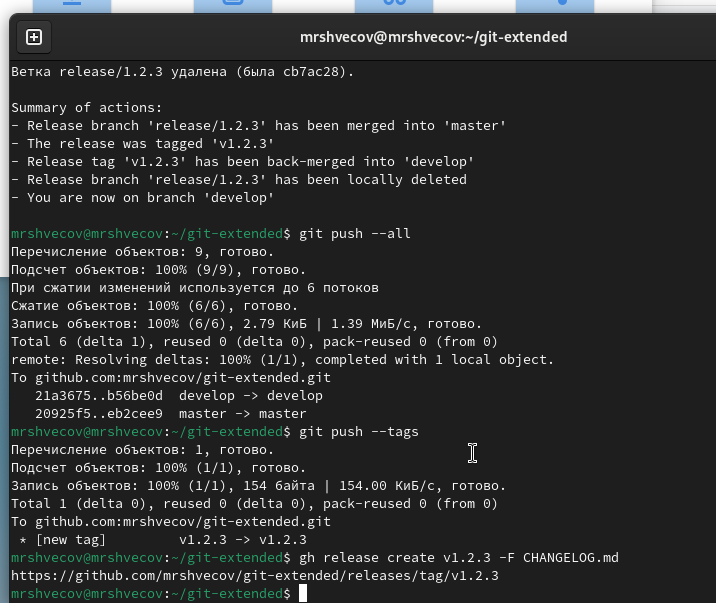 mrshvecov@mrshvecov:~/git-extended
Ветка release/1.2.3 удалена (была cb7ac28).
Summary of actions:
- Release branch 'release/1.2.3' has been merged into 'master'
- The release was tagged 'v1.2.3'
- Release tag 'v1.2.3' has been back-merged into 'develop'
- Release branch 'release/1.2.3' has been locally deleted
- You are now on branch 'develop'
mrshvecov@mrshvecov:~/git-extended$ git push --all
Перечисление объектов: 9, готово.
Подсчет объектов: 100% (9/9), готово.
При сжатии изменений используется до 6 потоков
Сжатие объектов: 100% (6/6), готово.
Запись объектов: 100% (6/6), 2.79 КиБ | 1.39 МиБ/с, готово.
Total 6 (delta 1), reused 0 (delta 0), pack-reused 0 (from 0)
remote: Resolving deltas: 100% (1/1), completed with 1 local object.
To github.com:mrshvecov/git-extended.git
   21a3675..b56be0d  develop -> develop
   20925f5..eb2cee9  master -> master
mrshvecov@mrshvecov:~/git-extended$ git push --tags
Перечисление объектов: 1, готово.
Подсчет объектов: 100% (1/1), готово.
Запись объектов: 100% (1/1), 154 байта | 154.00 КиБ/с, готово.
Total 1 (delta 0), reused 0 (delta 0), pack-reused 0 (from 0)
To github.com:mrshvecov/git-extended.git
 * [new tag]         v1.2.3 -> v1.2.3
mrshvecov@mrshvecov:~/git-extended$ gh release create v1.2.3 -F CHANGELOG.md
https://github.com/mrshvecov/git-extended/releases/tag/v1.2.3
mrshvecov@mrshvecov:~/git-extended$